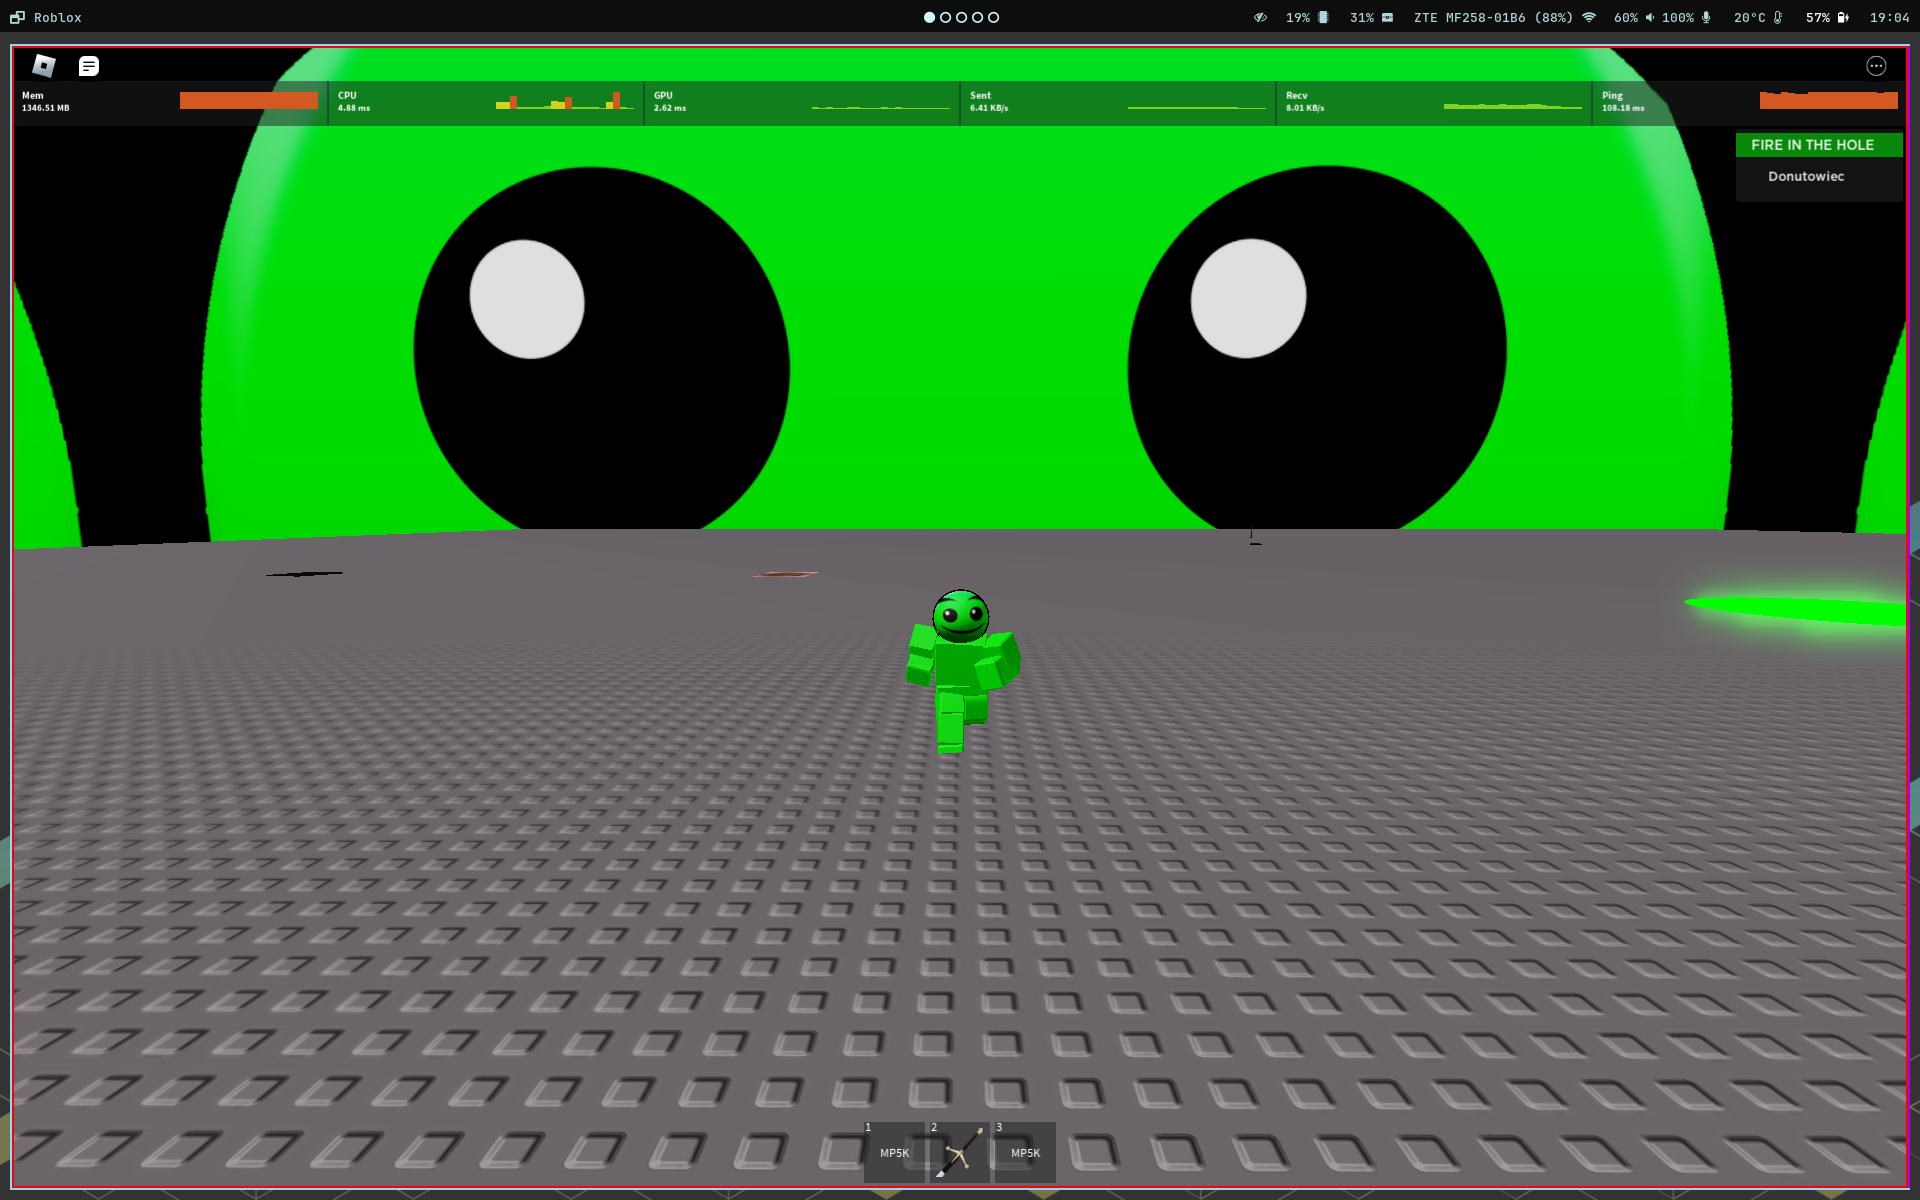 Roblox
19% 31% ZTE MF258-01B6 (88%) 60% 100% 20°C 57% 19:04
Mem CPU GPU Sent Recv Ping
1346.51 MB 4.88 ms 2.62 ms 6.41 KB/s 8.01 KB/s 108.18 ms
FIRE IN THE HOLE
Donutowiec
1 2 3
MP5K MP5K